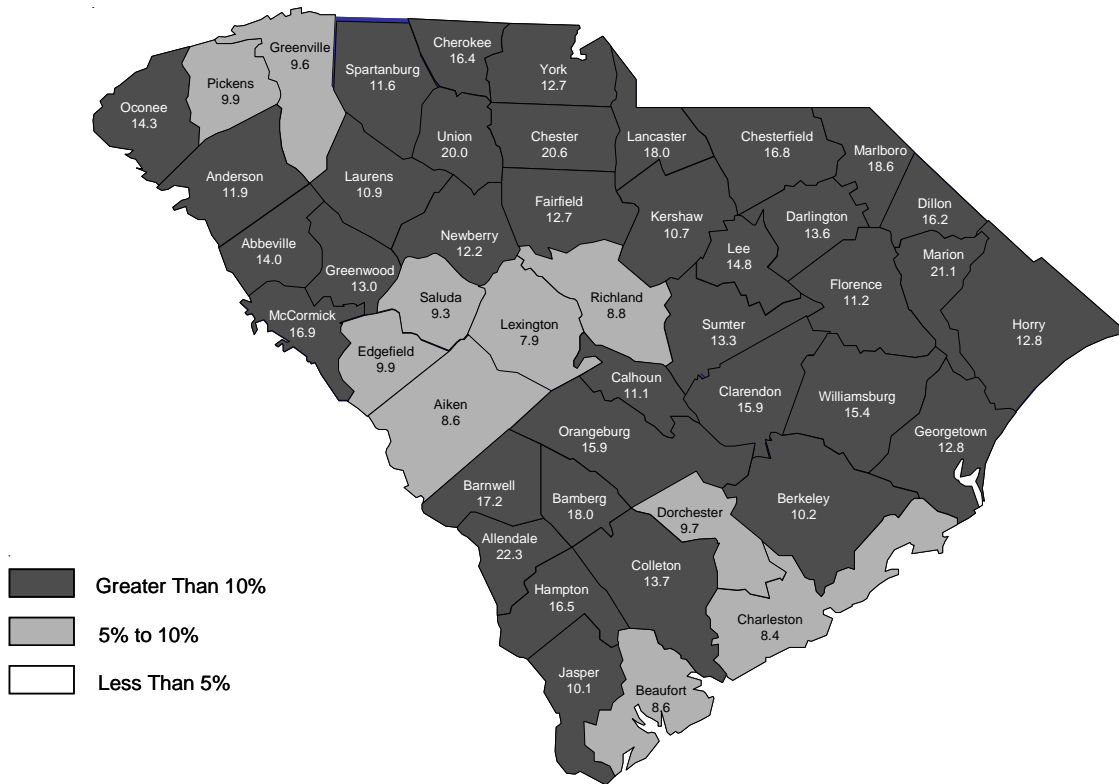 Greenville
9.6
Cherokee
16.4
York
12.7
Spartanburg
11.6
Pickens
9.9
Oconee
14.3
Union
20.0
Chester
20.6
Lancaster
18.0
Chesterfield
16.8
Marlboro
18.6
Anderson
11.9
Laurens
10.9
Fairfield
12.7
Kershaw
10.7
Darlington
13.6
Dillon
16.2
Abbeville
14.0
Greenwood
13.0
Newberry
12.2
Lee
14.8
Marion
21.1
Florence
11.2
McCormick
16.9
Saluda
9.3
Lexington
7.9
Richland
8.8
Sumter
13.3
Horry
12.8
Edgefield
9.9
Aiken
8.6
Calhoun
11.1
Clarendon
15.9
Williamsburg
15.4
Orangeburg
15.9
Georgetown
12.8
Barnwell
17.2
Bamberg
18.0
Dorchester
9.7
Berkeley
10.2
Allendale
22.3
Colleton
13.7
Hampton
16.5
Charleston
8.4
Jasper
10.1
Beaufort
8.6
Greater Than 10%
5% to 10%
Less Than 5%